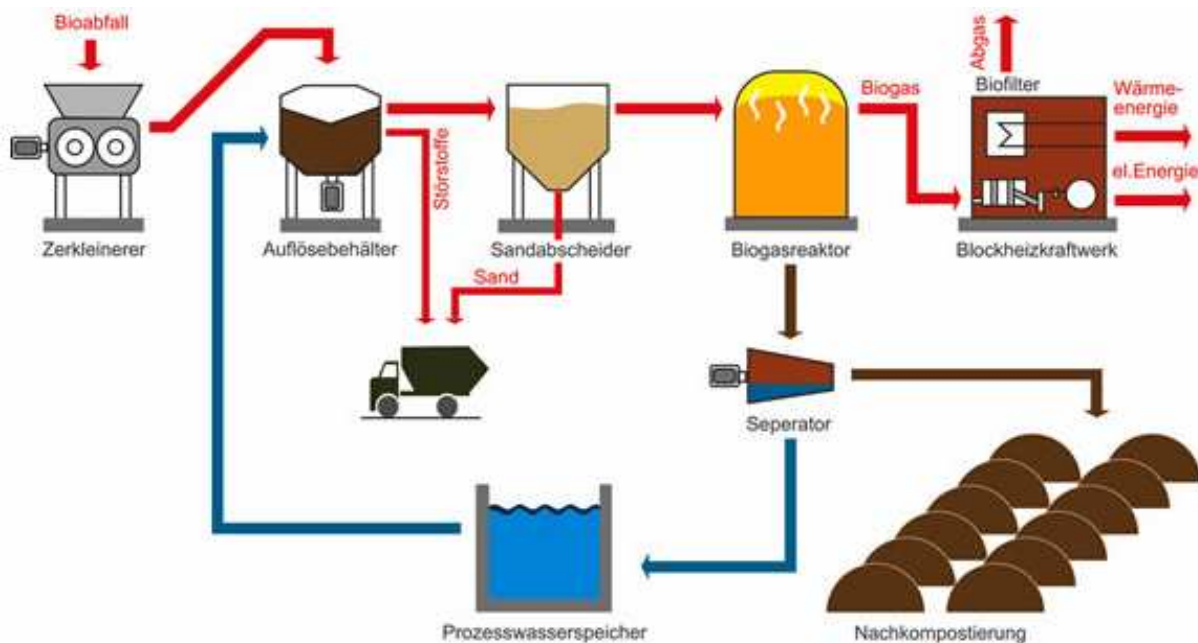 Bioabfall
Zerkleinerer
Auflösebehälter
Störstoffe
Sandabscheider
Sand
Biogasreaktor
Biogas
Abgas
Biofilter
Wärme-
energie
el.Energie
Blockheizkraftwerk
Seperator
Prozesswasserspeicher
Nachkompostierung